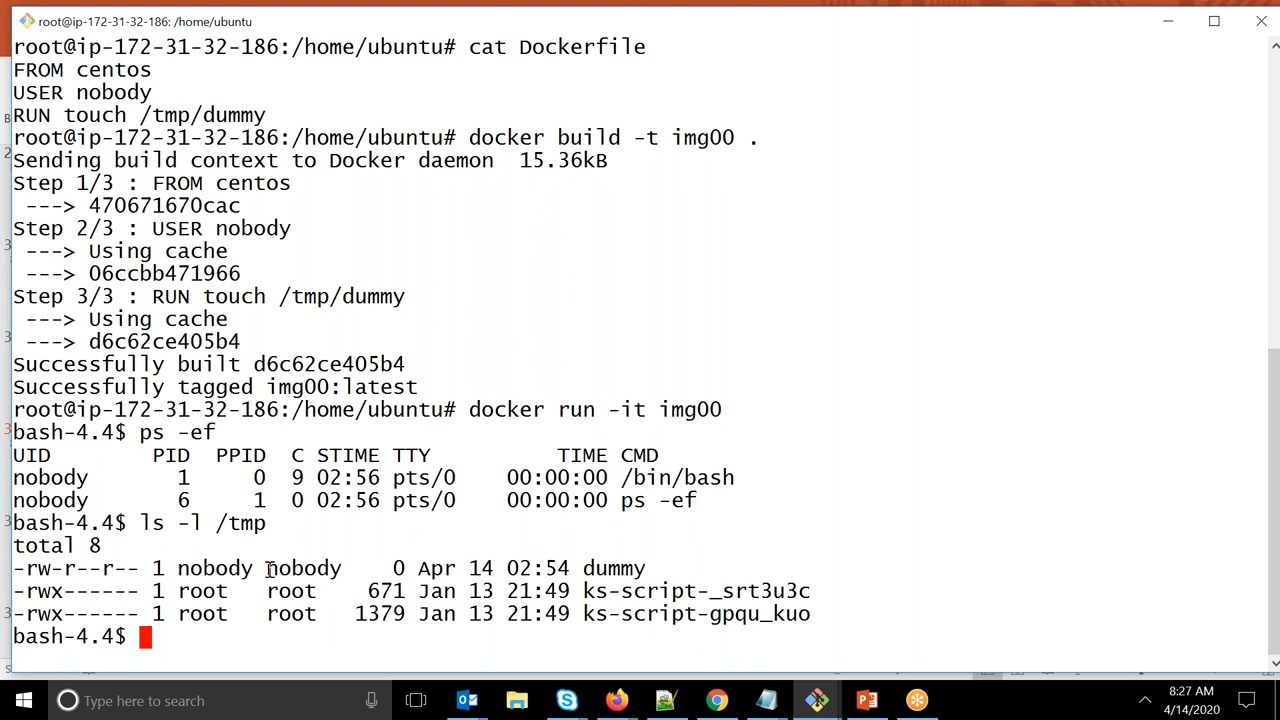 root@ip-172-31-32-186: /home/ubuntu
root@ip-172-31-32-186:/home/ubuntu# cat Dockerfile
FROM centos
USER nobody
RUN touch /tmp/dummy
root@ip-172-31-32-186:/home/ubuntu# docker build -t img00 .
Sending build context to Docker daemon  15.36kB
Step 1/3 : FROM centos
 ---> 470671670cac
Step 2/3 : USER nobody
 ---> Using cache
 ---> 06ccbb471966
Step 3/3 : RUN touch /tmp/dummy
 ---> Using cache
 ---> d6c62ce405b4
Successfully built d6c62ce405b4
Successfully tagged img00:latest
root@ip-172-31-32-186:/home/ubuntu# docker run -it img00
bash-4.4$ ps -ef
UID        PID  PPID  C STIME TTY          TIME CMD
nobody       1     0  9 02:56 pts/0    00:00:00 /bin/bash
nobody       6     1  0 02:56 pts/0    00:00:00 ps -ef
bash-4.4$ ls -l /tmp
total 8
-rw-r--r-- 1 nobody nobody    0 Apr 14 02:54 dummy
-rwx------ 1 root   root    671 Jan 13 21:49 ks-script-_srt3u3c
-rwx------ 1 root   root   1379 Jan 13 21:49 ks-script-gpqu_kuo
bash-4.4$
Type here to search
8:27 AM
4/14/2020